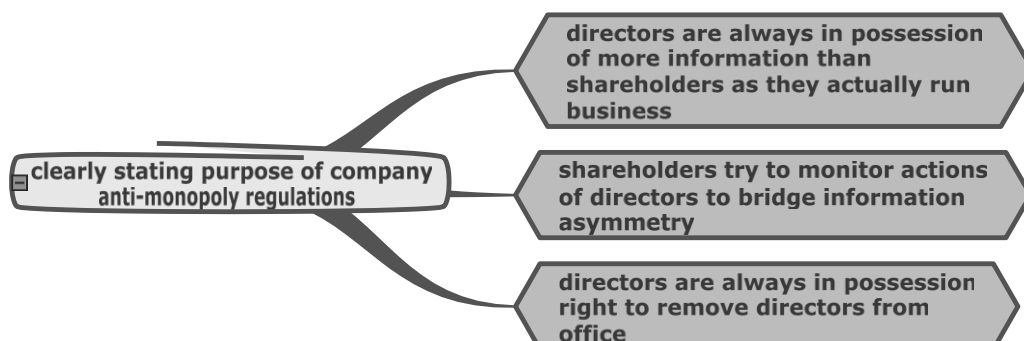 clearly stating purpose of company
anti-monopoly regulations
directors are always in possession
of more information than
shareholders as they actually run
business
shareholders try to monitor actions
of directors to bridge information
asymmetry
directors are always in possession
right to remove directors from
office